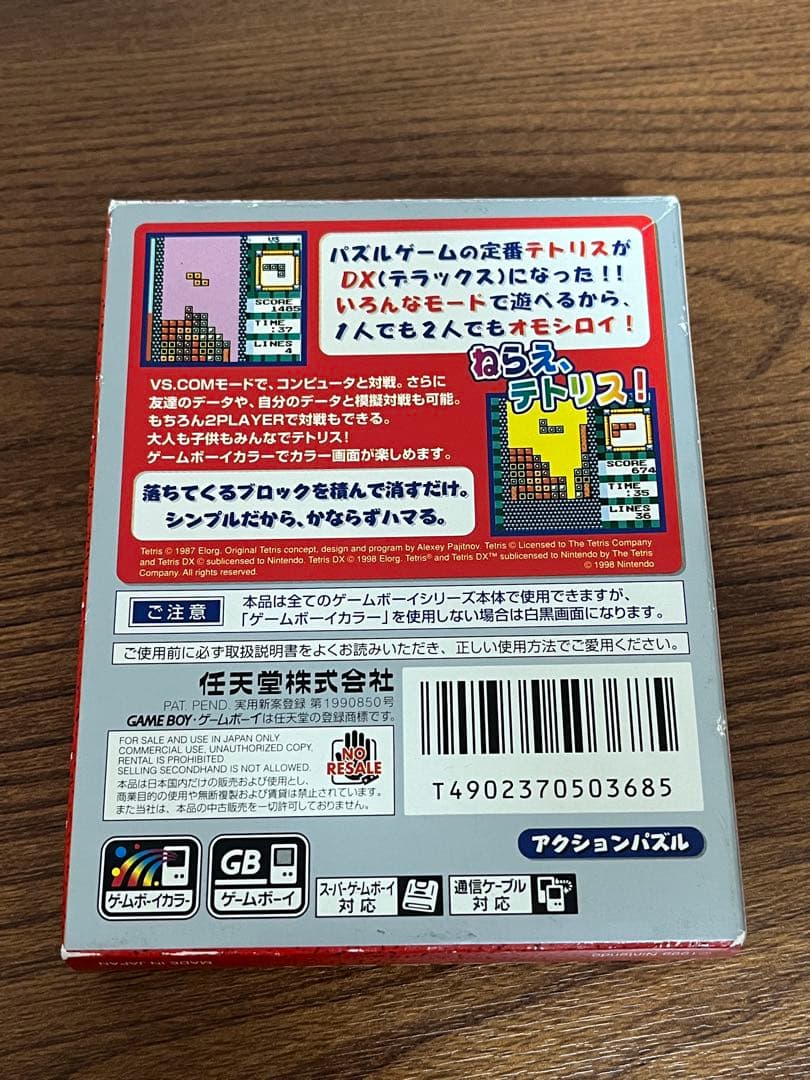 VS
SCORE
1485
TIME
:37
LINES
4
パズルゲームの定番テトリスが
DX(デラックス)になった!!
いろんなモードで遊べるから、
1人でも2人でもオモシロイ!
ねらえ、
テトリス!
VS.COMモードで、コンピュータと対戦。さらに
友達のデータや、自分のデータと模擬対戦も可能。
もちろん2PLAYERで対戦もできる。
大人も子供もみんなでテトリス!
ゲームボーイカラーでカラー画面が楽しめます。
SCORE
674
TIME
:35
LINES
36
落ちてくるブロックを積んで消すだけ。
シンプルだから、かならずハマる。
Tetris © 1987 Elorg. Original Tetris concept, design and program by Alexey Pajitnov. Tetris © Licensed to The Tetris Company
and Tetris DX © sublicensed to Nintendo. Tetris DX © 1998 Elorg. Tetris® and Tetris DX™ sublicensed to Nintendo by The Tetris
Company. All rights reserved.
© 1998 Nintendo
ご注意
本品は全てのゲームボーイシリーズ本体で使用できますが、
「ゲームボーイカラー」を使用しない場合は白黒画面になります。
ご使用前に必ず取扱説明書をよくお読みいただき、正しい使用方法でご愛用ください。
任天堂株式会社
PAT. PEND. 実用新案登録 第1990850号
GAME BOY・ゲームボーイは任天堂の登録商標です。
FOR SALE AND USE IN JAPAN ONLY
COMMERCIAL USE, UNAUTHORIZED COPY,
RENTAL IS PROHIBITED
SELLING SECONDHAND IS NOT ALLOWED.
本品は日本国内だけの販売および使用とし、
商業目的の使用や無断複製および賃貸は禁止されています。
また当社は、本品の中古販売を一切許可しておりません。
NO
RESALE
T4902370503685
アクションパズル
ゲームボーイカラー
GB
ゲームボーイ
スーパーゲームボーイ
対応
通信ケーブル
対応
MADE IN JAPAN
©1999 Nintendo